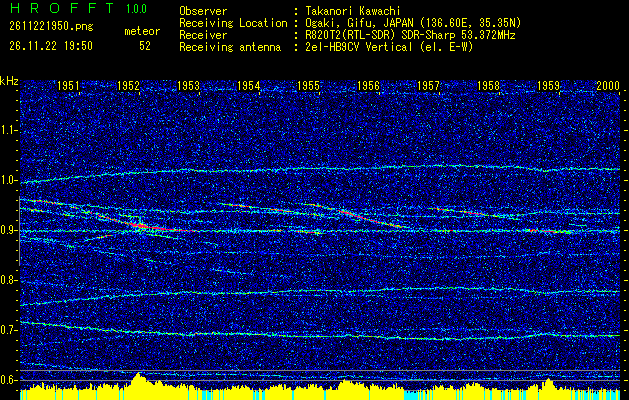 H R O F F T 1.0.0
2611221950.png
26.11.22 19:50
meteor
52
Observer : Takanori Kawachi
Receiving Location : Ogaki, Gifu, JAPAN (136.60E, 35.35N)
Receiver : R820T2(RTL-SDR) SDR-Sharp 53.372MHz
Receiving antenna : 2el-HB9CV Vertical (el. E-W)
kHz
1951 1952 1953 1954 1955 1956 1957 1958 1959 2000
1.1
1.0
0.9
0.8
0.7
0.6